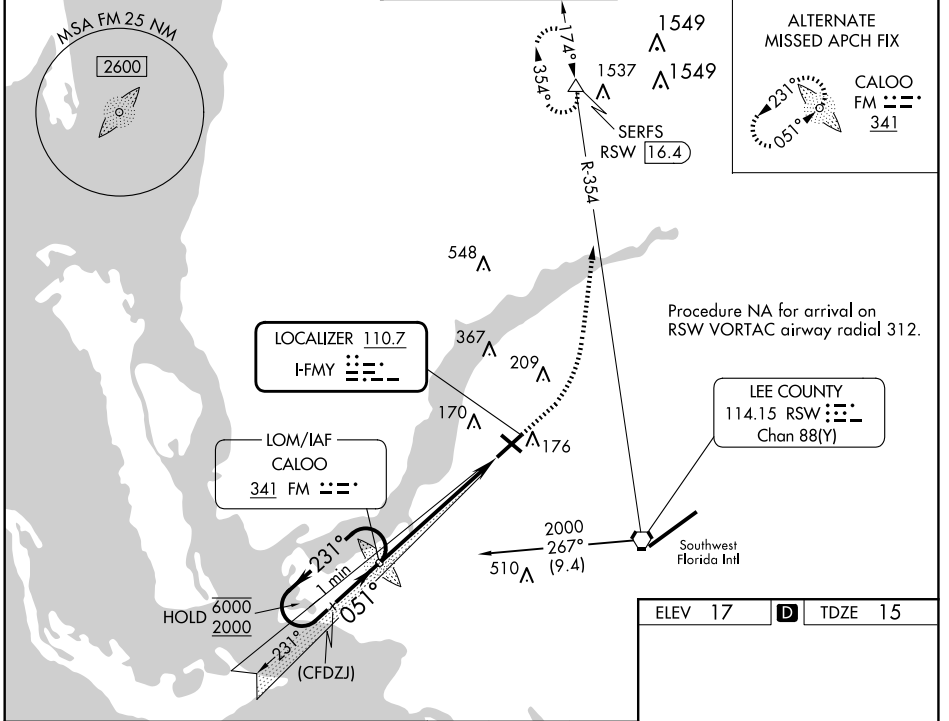 MSA FM 25 NM
2600
174°
354°
1549
1537
1549
SERFS
RSW 16.4
R-354
ALTERNATE
MISSED APCH FIX
231°
051°
CALOO
FM
341
548
Procedure NA for arrival on
RSW VORTAC airway radial 312.
LOCALIZER 110.7
I-FMY
367
209
170
176
LEE COUNTY
114.15 RSW
Chan 88(Y)
LOM/IAF
CALOO
341 FM
2000
267°
(9.4)
510
Southwest
Florida Intl
231°
1 min
051°
HOLD 6000
2000
231°
(CFDZJ)
ELEV 17 D TDZE 15